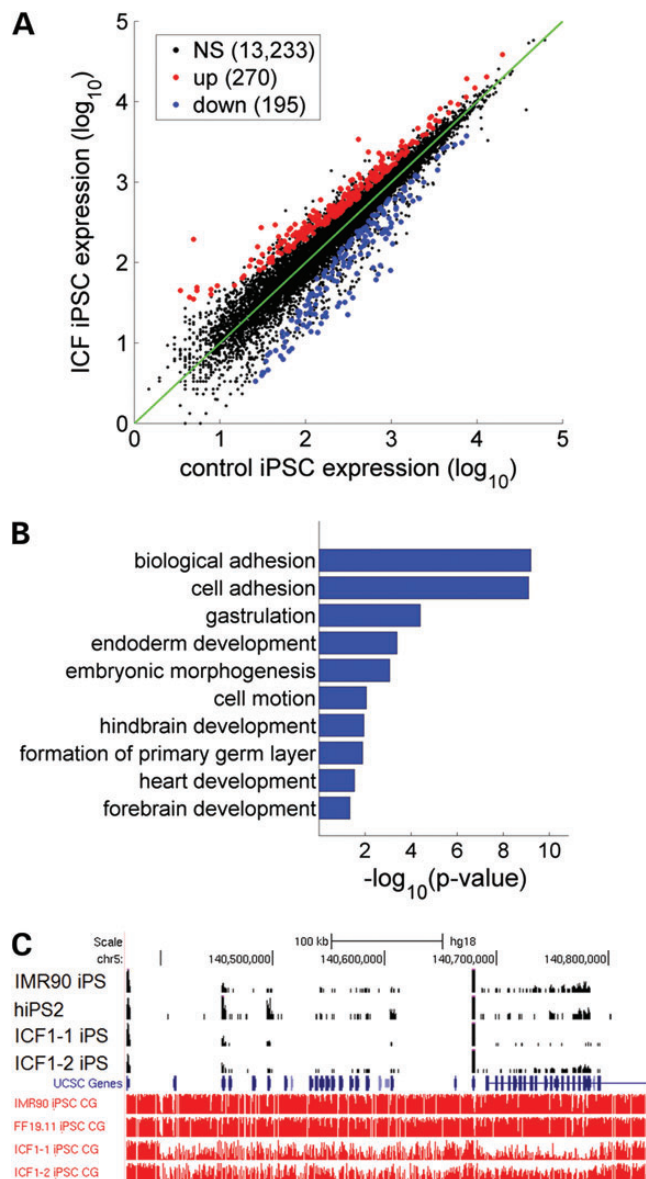 A
ICF iPSC expression (log10)
5
4
3
2
1
0
NS (13,233)
up (270)
down (195)
0 1 2 3 4 5
control iPSC expression (log10)
B
biological adhesion
cell adhesion
gastrulation
endoderm development
embryonic morphogenesis
cell motion
hindbrain development
formation of primary germ layer
heart development
forebrain development
2 4 6 8 10
-log10(p-value)
C
Scale 100 kb hg18
chr5: 140,500,000 140,600,000 140,700,000 140,800,000
IMR90 iPS
hiPS2
ICF1-1 iPS
ICF1-2 iPS
UCSC Genes
IMR90 iPSC CG
FF19.11 iPSC CG
ICF1-1 iPSC CG
ICF1-2 iPSC CG